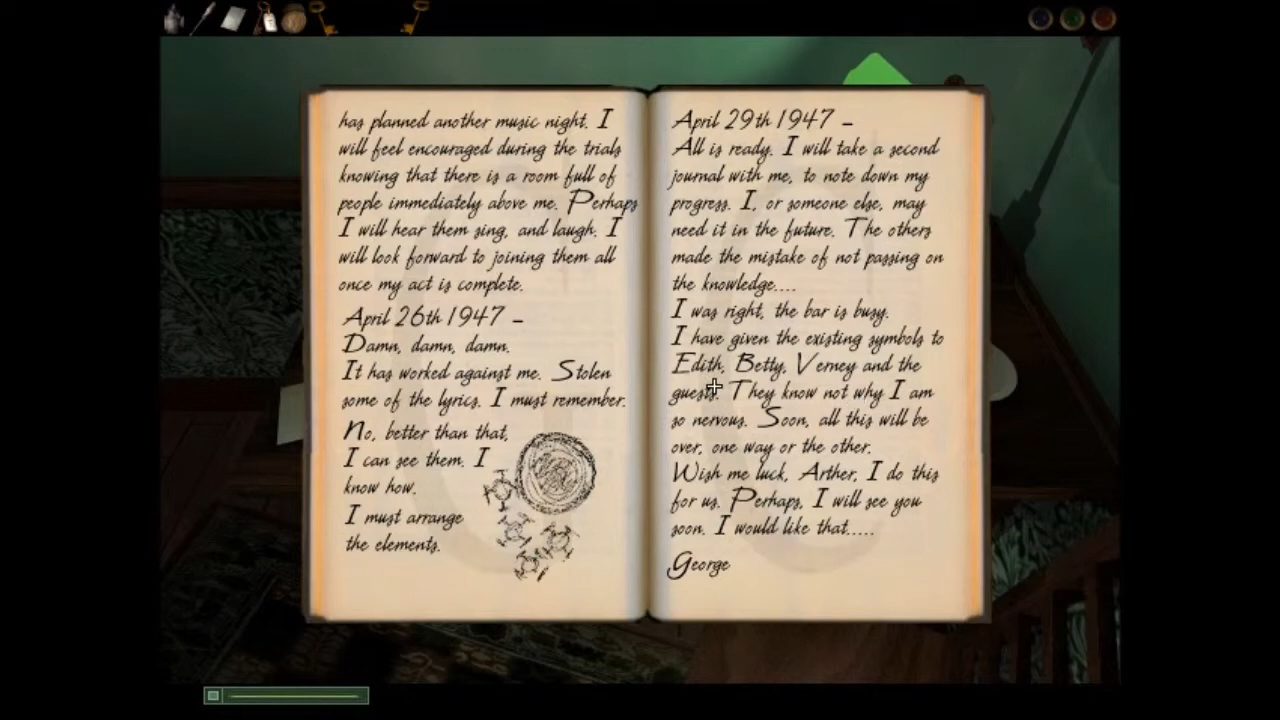 has planned another music night. I
will feel encouraged during the trials
knowing that there is a room full of
people immediately above me. Perhaps
I will hear them sing, and laugh. I
will look forward to joining them all
once my act is complete.
April 26th 1947 -
Damn, damn, damn.
It has worked against me. Stolen
some of the lyrics. I must remember.
No, better than that,
I can see them. I
know how.
I must arrange
the elements.
April 29th 1947 -
All is ready. I will take a second
journal with me, to note down my
progress. I, or someone else, may
need it in the future. The others
made the mistake of not passing on
the knowledge....
I was right, the bar is busy.
I have given the existing symbols to
Edith, Betty, Verney and the
guests. They know not why I am
so nervous. Soon, all this will be
over, one way or the other.
Wish me luck, Arther, I do this
for us. Perhaps, I will see you
soon. I would like that.....
George